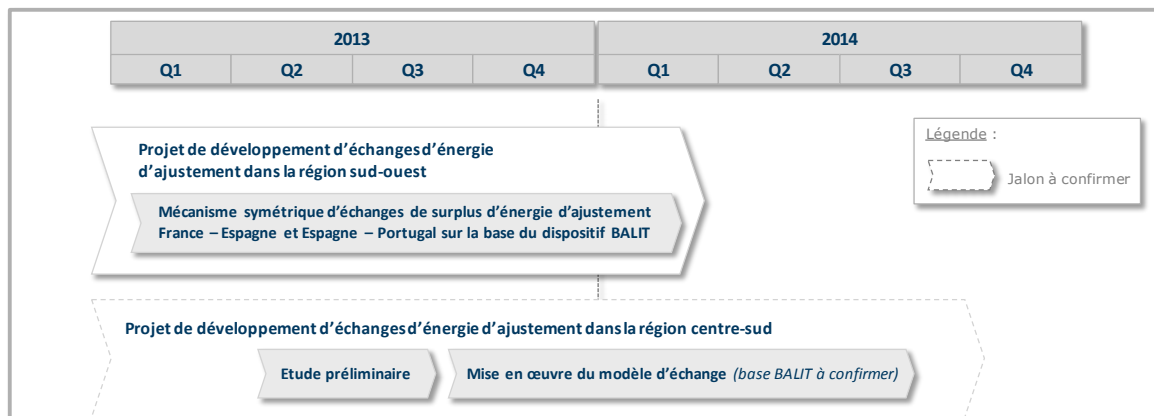 2013 2014
Q1 Q2 Q3 Q4 Q1 Q2 Q3 Q4
Légende :
Jalon à confirmer
Projet de développement d'échanges d'énergie
d'ajustement dans la région sud-ouest
Mécanisme symétrique d'échanges de surplus d'énergie d'ajustement
France – Espagne et Espagne – Portugal sur la base du dispositif BALIT
Projet de développement d'échanges d'énergie d'ajustement dans la région centre-sud
Etude préliminaire
Mise en œuvre du modèle d'échange (base BALIT à confirmer)